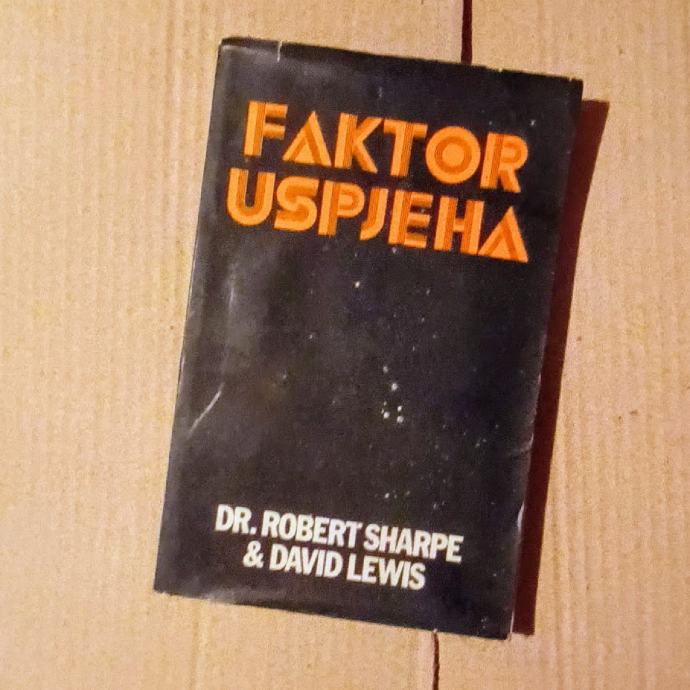 FAKTOR
USPJEHA
DR. ROBERT SHARPE
& DAVID LEWIS